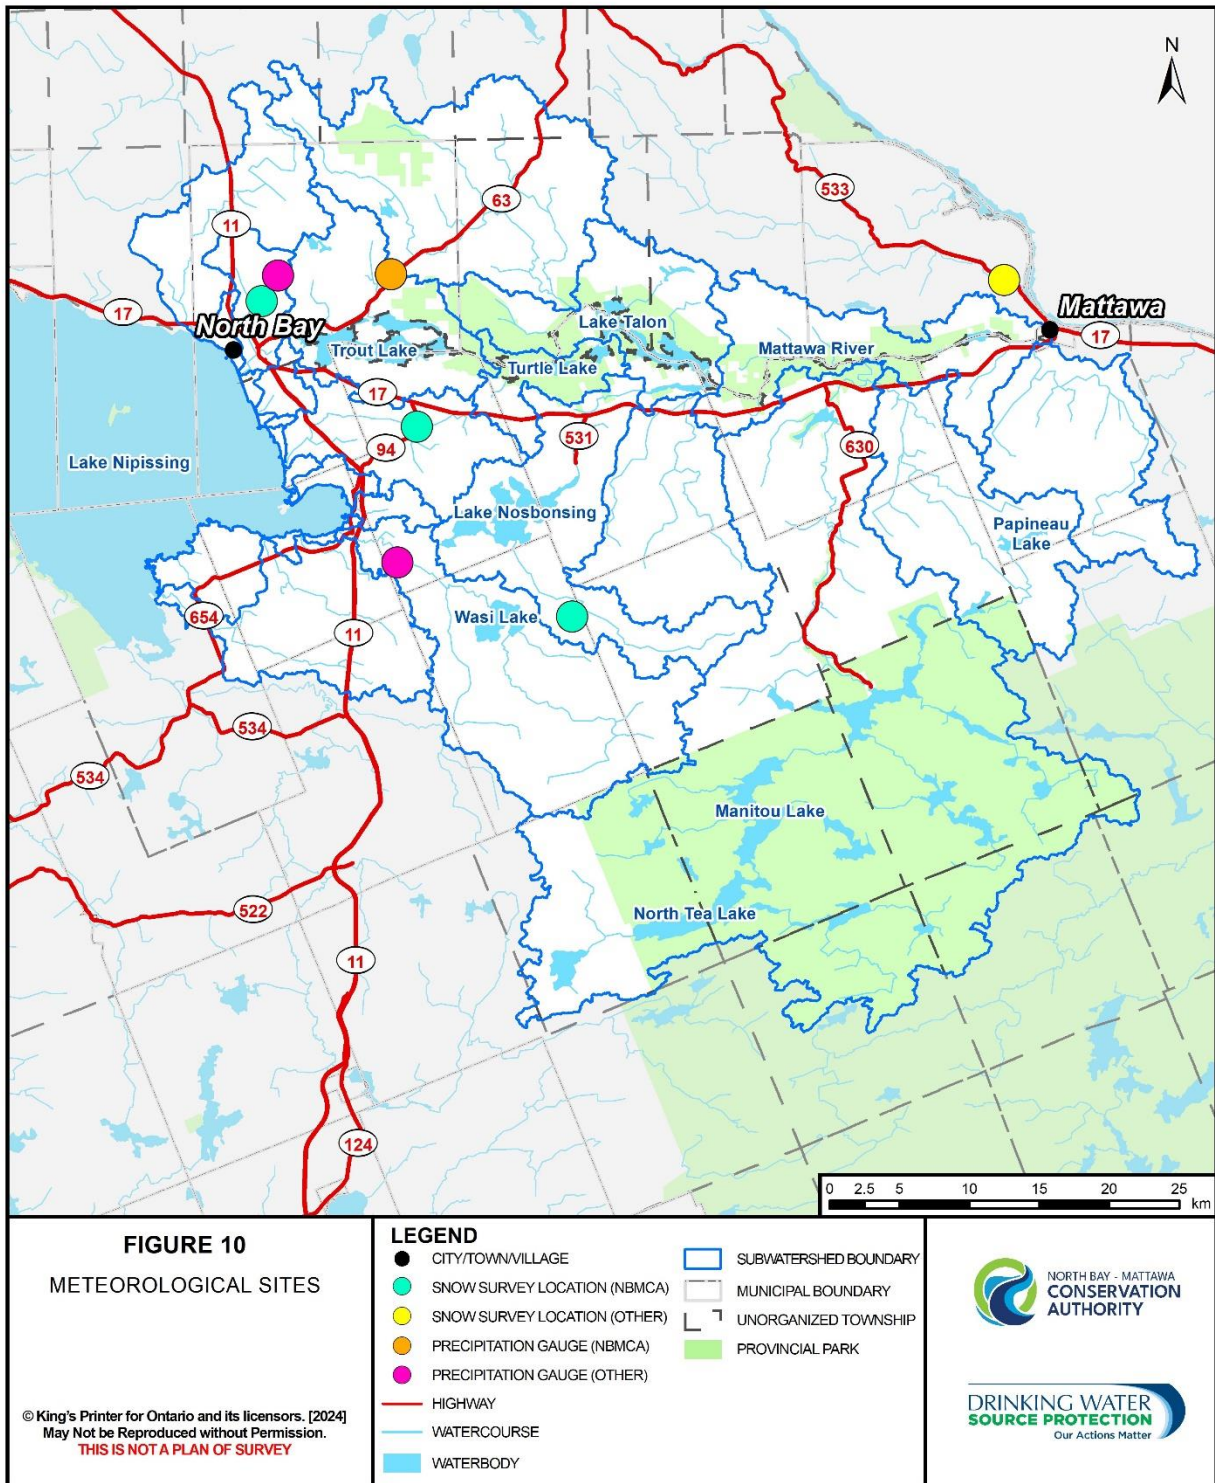 N
533
63
11
17
North Bay
Lake Talon
Mattawa
17
Trout Lake
Turtle Lake
Mattawa River
17
94
531
630
Lake Nipissing
Lake Nosbonsing
Papineau
Lake
654
11
Wasi Lake
534
534
Manitou Lake
522
North Tea Lake
11
124
0 2.5 5 10 15 20 25
km
FIGURE 10
METEOROLOGICAL SITES
© King's Printer for Ontario and its licensors. [2024]
May Not be Reproduced without Permission.
THIS IS NOT A PLAN OF SURVEY
LEGEND
CITY/TOWN/VILLAGE
SNOW SURVEY LOCATION (NBMCA)
SNOW SURVEY LOCATION (OTHER)
PRECIPITATION GAUGE (NBMCA)
PRECIPITATION GAUGE (OTHER)
HIGHWAY
WATERCOURSE
WATERBODY
SUBWATERSHED BOUNDARY
MUNICIPAL BOUNDARY
UNORGANIZED TOWNSHIP
PROVINCIAL PARK
NORTH BAY - MATTAWA
CONSERVATION
AUTHORITY
DRINKING WATER
SOURCE PROTECTION
Our Actions Matter